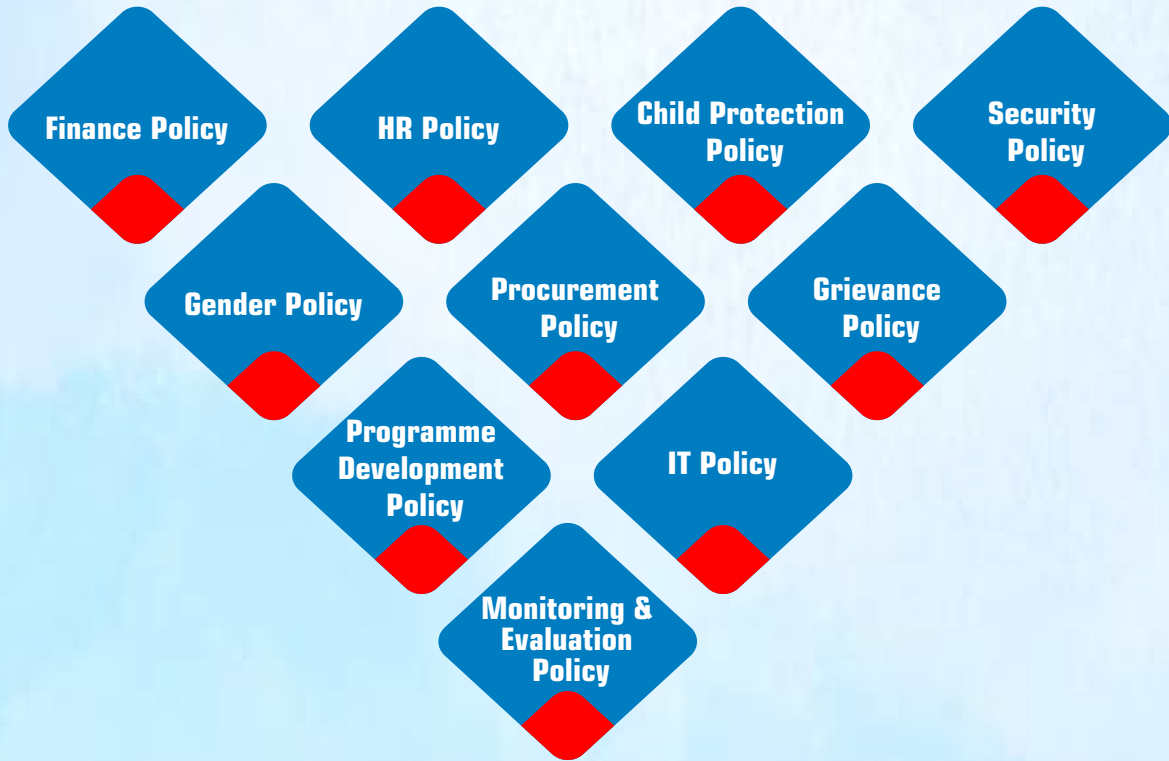 Finance Policy
HR Policy
Child Protection
Policy
Security
Policy
Gender Policy
Procurement
Policy
Grievance
Policy
Programme
Development
Policy
IT Policy
Monitoring &
Evaluation
Policy